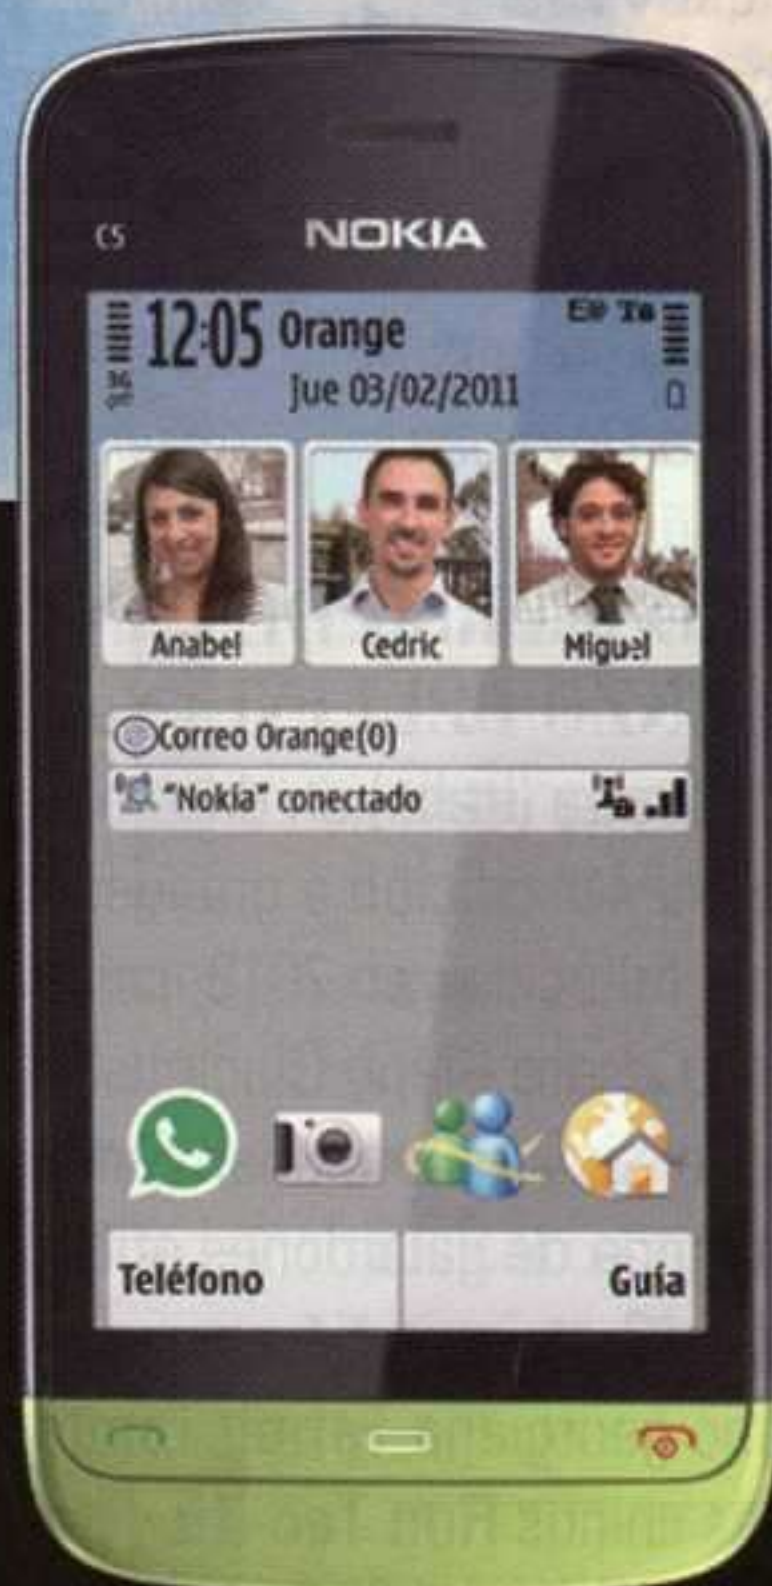 C5 NOKIA
12:05 Orange
3G
Jue 03/02/2011
Anabel Cedric Miguel
Correo Orange(0)
"Nokia" conectado
Teléfono Guía